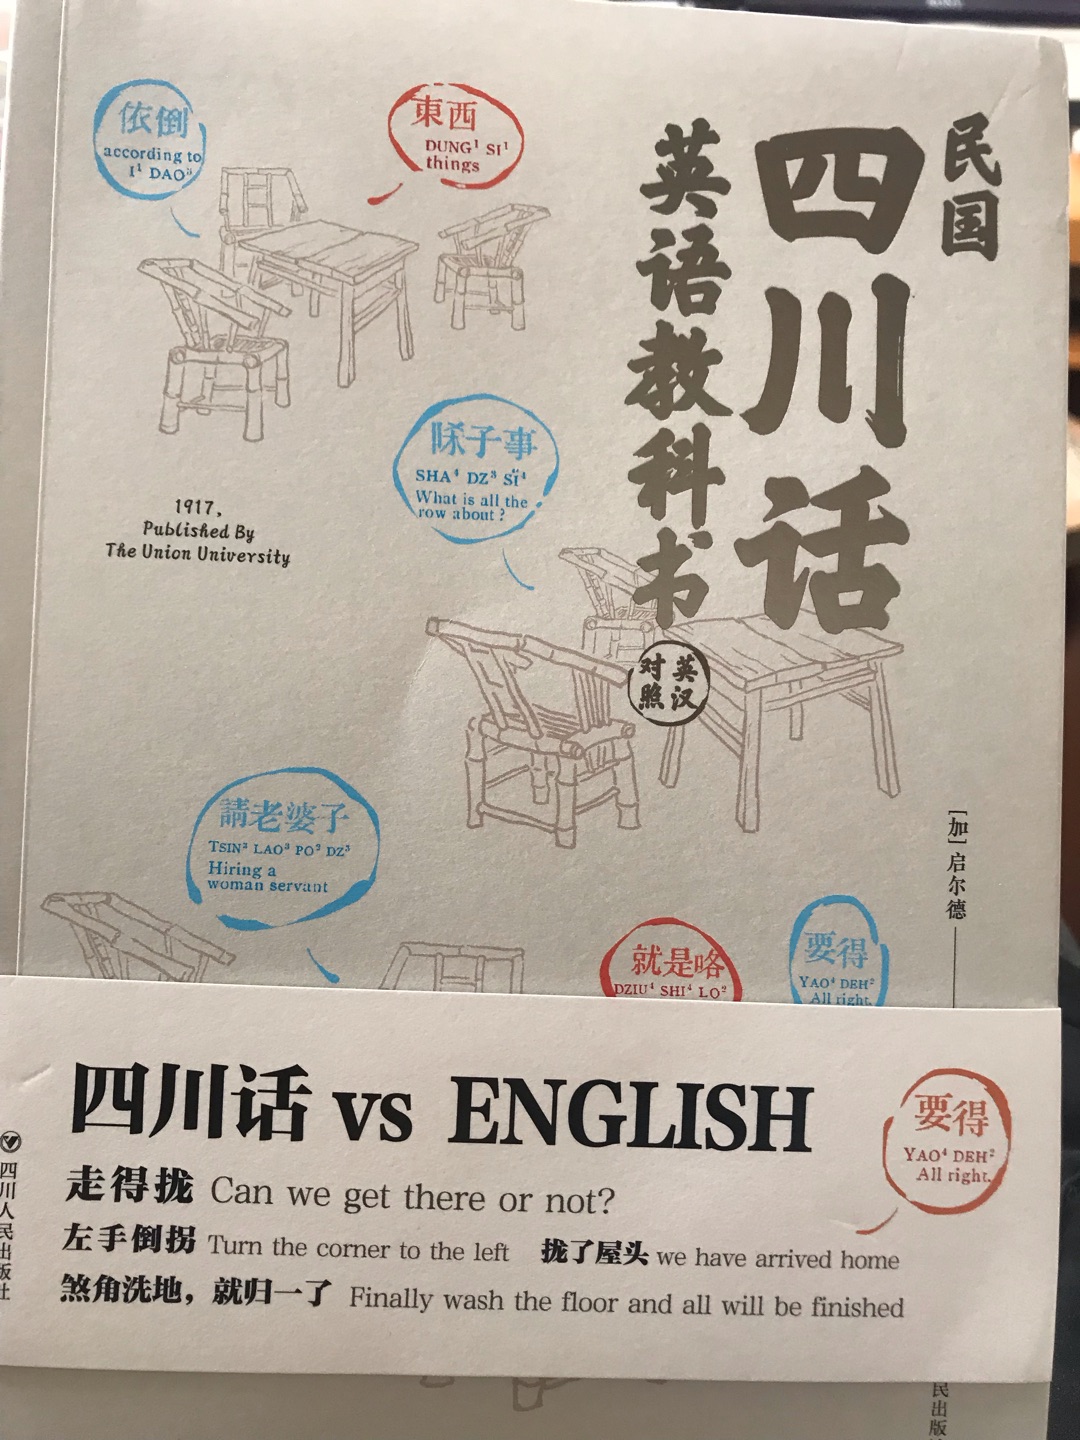 民国
四川话
英语教科书
英汉
对照
[加] 启尔德
依倒
according to
I¹ DAO³
東西
DUNG¹ SI¹
things
子事
SHA⁴ DZ³ SÏ⁴
What is all the
row about?
1917,
Published By
The Union University
請老婆子
TSIN³ LAO³ PO² DZ³
Hiring a
woman servant
就是咯
DZIU⁴ SHI⁴ LO²
要得
YAO⁴ DEH²
All right.
四川话 vs ENGLISH
要得
YAO⁴ DEH²
All right.
走得拢 Can we get there or not?
左手倒拐 Turn the corner to the left 拢了屋头 we have arrived home
煞角洗地，就归一了 Finally wash the floor and all will be finished
四川人民出版社
民出版